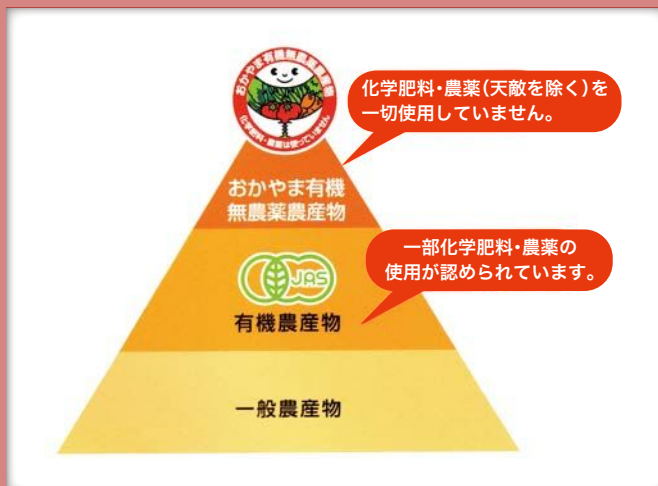 おかやま有機無農薬農産物
化学肥料・農薬は使っていません
化学肥料・農薬(天敵を除く)を
一切使用していません。
おかやま有機
無農薬農産物
一部化学肥料・農薬の
使用が認められています。
JAS
有機農産物
一般農産物